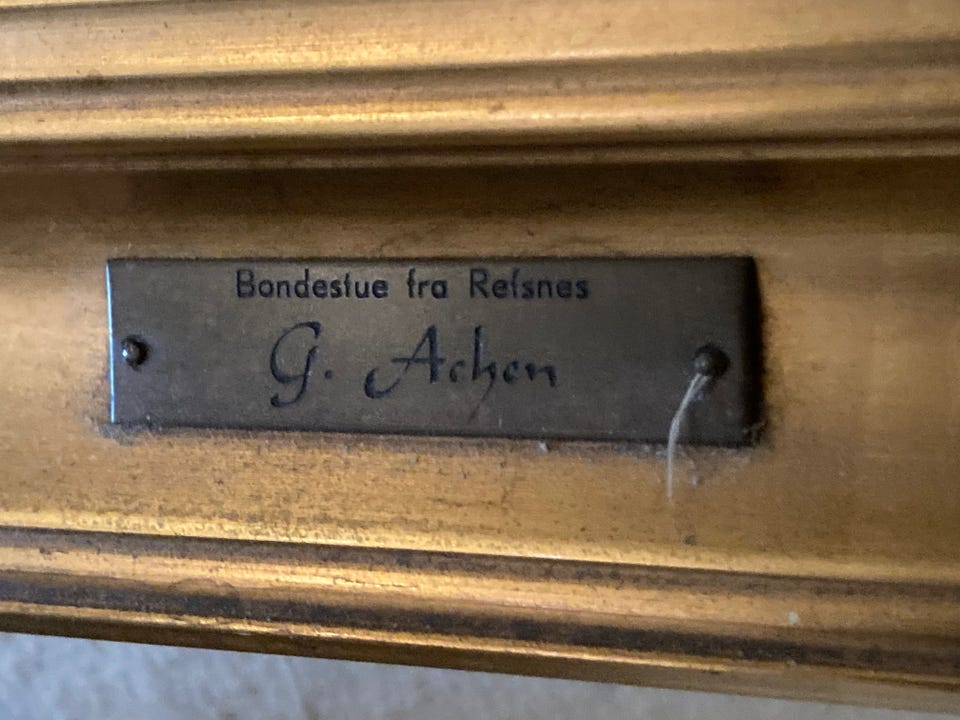 Bondestue fra Refsnes
G. Achen